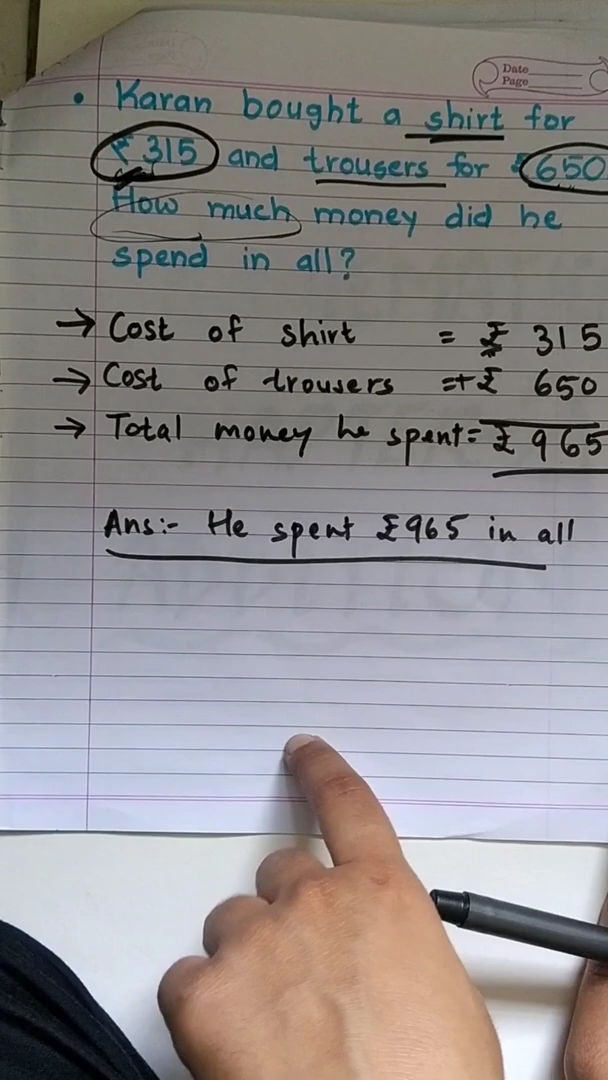 Date
Page
• Karan bought a shirt for
₹ 315 and trousers for ₹ 650
How much money did he
spend in all?
→ Cost of shirt = ₹ 315
→ Cost of trousers =+₹ 650
→ Total money he spent=₹ 965
Ans:- He spent ₹965 in all